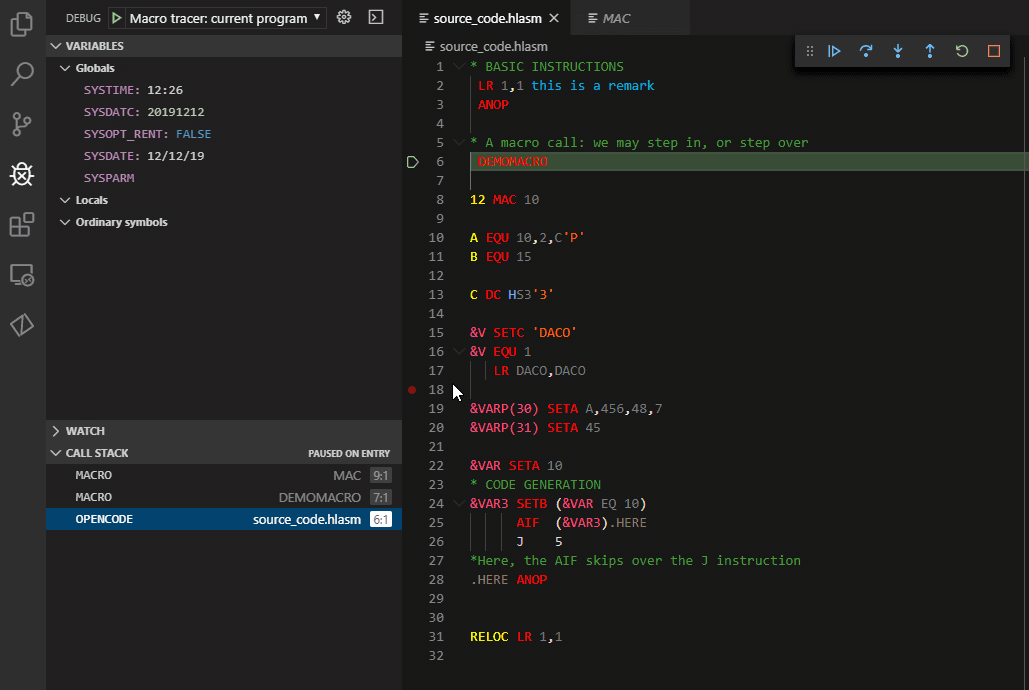 DEBUG Macro tracer: current program
VARIABLES
Globals
SYSTIME: 12:26
SYSDATC: 20191212
SYSOPT_RENT: FALSE
SYSDATE: 12/12/19
SYSPARM
Locals
Ordinary symbols
WATCH
CALL STACK PAUSED ON ENTRY
MACRO MAC 9:1
MACRO DEMOMACRO 7:1
OPENCODE source_code.hlasm 6:1
source_code.hlasm MAC
source_code.hlasm
1 * BASIC INSTRUCTIONS
2 LR 1,1 this is a remark
3 ANOP
4
5 * A macro call: we may step in, or step over
6 DEMOMACRO
7
8 12 MAC 10
9
10 A EQU 10,2,C'P'
11 B EQU 15
12
13 C DC HS3'3'
14
15 &V SETC 'DACO'
16 &V EQU 1
17 LR DACO,DACO
18
19 &VARP(30) SETA A,456,48,7
20 &VARP(31) SETA 45
21
22 &VAR SETA 10
23 * CODE GENERATION
24 &VAR3 SETB (&VAR EQ 10)
25 AIF (&VAR3).HERE
26 J 5
27 *Here, the AIF skips over the J instruction
28 .HERE ANOP
29
30
31 RELOC LR 1,1
32